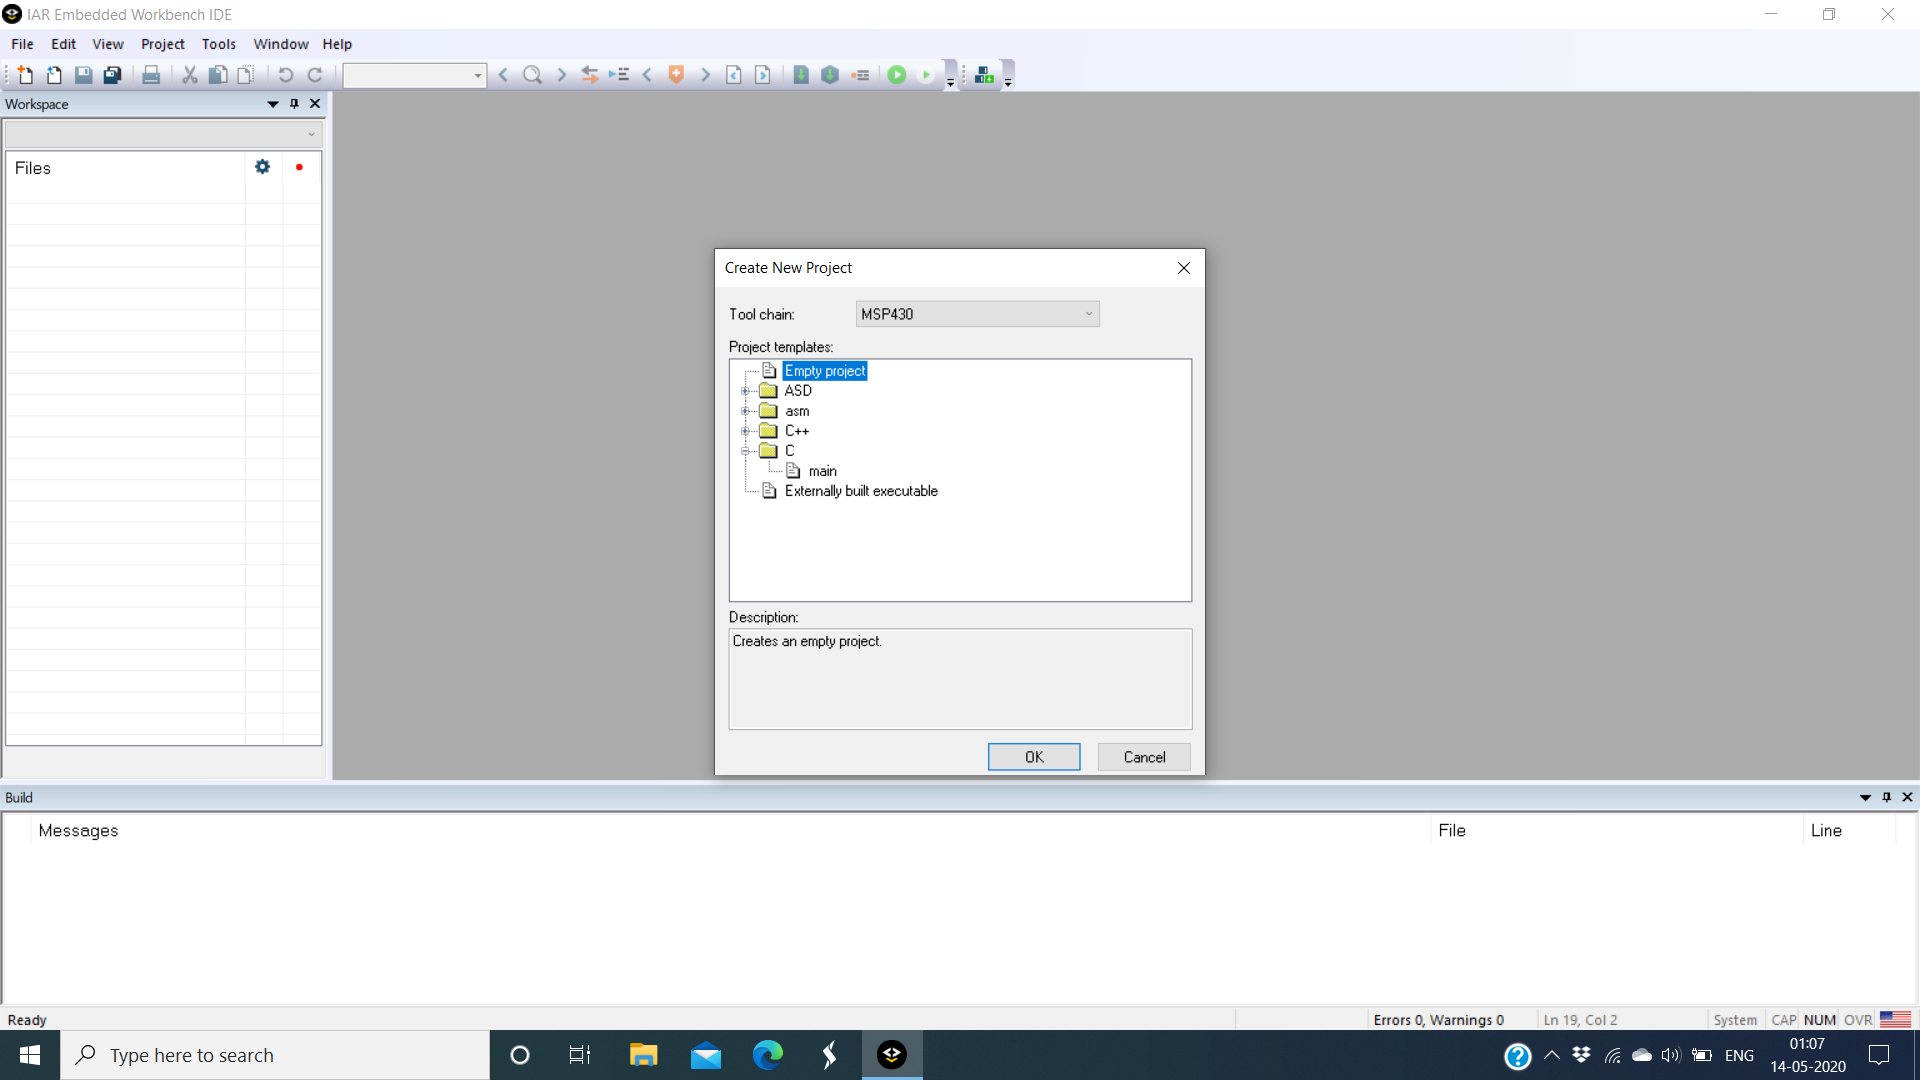 IAR Embedded Workbench IDE
File Edit View Project Tools Window Help
Workspace
Files
Create New Project
Tool chain: MSP430
Project templates:
Empty project
ASD
asm
C++
C
main
Externally built executable
Description:
Creates an empty project.
OK Cancel
Build
Messages File Line
Ready Errors 0, Warnings 0 Ln 19, Col 2 System CAP NUM OVR
Type here to search ENG 01:07
14-05-2020